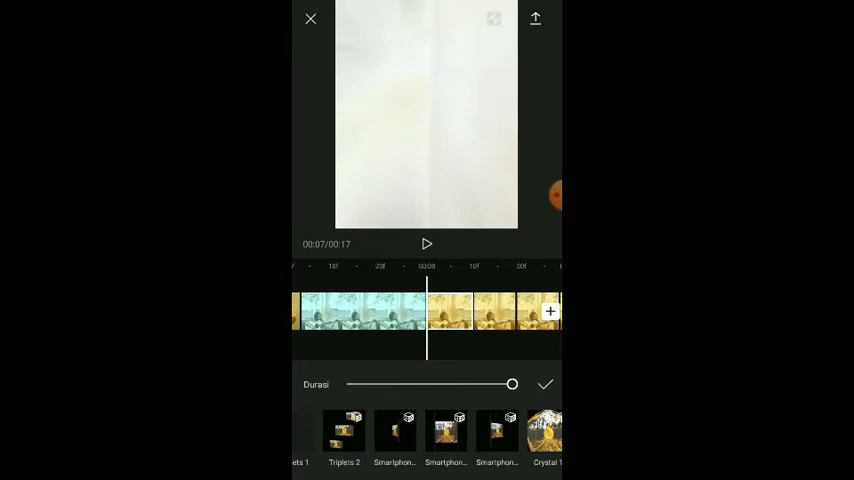 00:07/00:17
10f
20f
00:08
10f
20f
Durasi
ets 1
Triplets 2
Smartphon...
Smartphon...
Smartphon...
Crystal 1